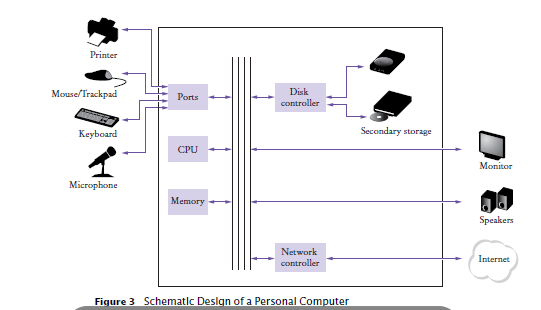 Printer
Mouse/Trackpad
Keyboard
Microphone
Ports
CPU
Memory
Disk
controller
Secondary storage
Monitor
Speakers
Network
controller
Internet
Figure 3 Schematic Design of a Personal Computer